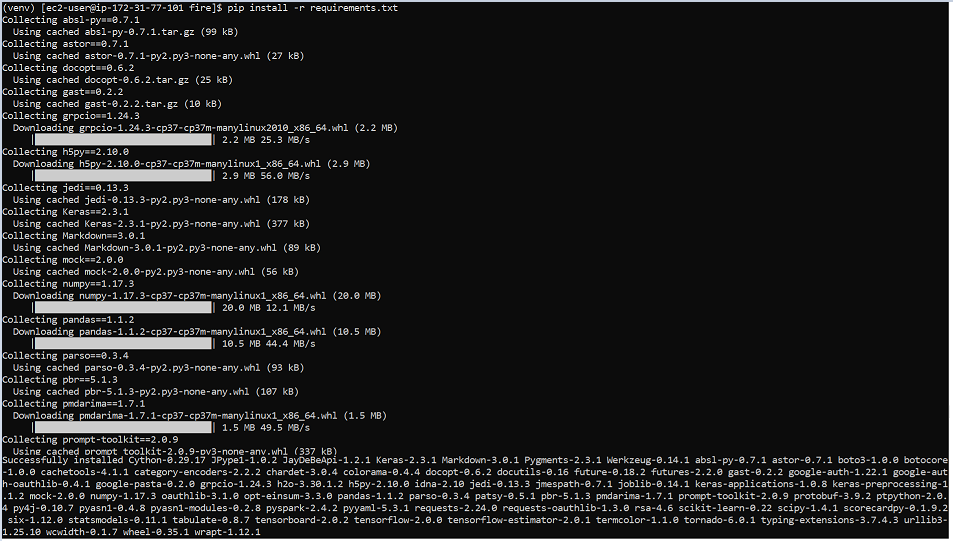 (venv) [ec2-user@ip-172-31-77-101 fire]$ pip install -r requirements.txt
Collecting absl-py==0.7.1
Using cached absl-py-0.7.1.tar.gz (99 kB)
Collecting astor==0.7.1
Using cached astor-0.7.1-py2.py3-none-any.whl (27 kB)
Collecting docopt==0.6.2
Using cached docopt-0.6.2.tar.gz (25 kB)
Collecting gast==0.2.2
Using cached gast-0.2.2.tar.gz (10 kB)
Collecting grpcio==1.24.3
Downloading grpcio-1.24.3-cp37-cp37m-manylinux2010_x86_64.whl (2.2 MB)
| | 2.2 MB 25.3 MB/s
Collecting h5py==2.10.0
Downloading h5py-2.10.0-cp37-cp37m-manylinux1_x86_64.whl (2.9 MB)
| | 2.9 MB 56.0 MB/s
Collecting jedi==0.13.3
Using cached jedi-0.13.3-py2.py3-none-any.whl (178 kB)
Collecting Keras==2.3.1
Using cached Keras-2.3.1-py2.py3-none-any.whl (377 kB)
Collecting Markdown==3.0.1
Using cached Markdown-3.0.1-py2.py3-none-any.whl (89 kB)
Collecting mock==2.0.0
Using cached mock-2.0.0-py2.py3-none-any.whl (56 kB)
Collecting numpy==1.17.3
Downloading numpy-1.17.3-cp37-cp37m-manylinux1_x86_64.whl (20.0 MB)
| | 20.0 MB 12.1 MB/s
Collecting pandas==1.1.2
Downloading pandas-1.1.2-cp37-cp37m-manylinux1_x86_64.whl (10.5 MB)
| | 10.5 MB 44.4 MB/s
Collecting parso==0.3.4
Using cached parso-0.3.4-py2.py3-none-any.whl (93 kB)
Collecting pbr==5.1.3
Using cached pbr-5.1.3-py2.py3-none-any.whl (107 kB)
Collecting pmdarima==1.7.1
Downloading pmdarima-1.7.1-cp37-cp37m-manylinux1_x86_64.whl (1.5 MB)
| | 1.5 MB 49.5 MB/s
Collecting prompt-toolkit==2.0.9
Using cached prompt_toolkit-2.0.9-py3-none-any.whl (337 kB)
Successfully installed Cython-0.29.17 JPype1-1.0.2 JayDeBeApi-1.2.1 Keras-2.3.1 Markdown-3.0.1 Pygments-2.3.1 Werkzeug-0.14.1 absl-py-0.7.1 astor-0.7.1 boto3-1.0.0 botocore
-1.0.0 cachetools-4.1.1 category-encoders-2.2.2 chardet-3.0.4 colorama-0.4.4 docopt-0.6.2 docutils-0.16 future-0.18.2 futures-2.2.0 gast-0.2.2 google-auth-1.22.1 google-au
th-oauthlib-0.4.1 google-pasta-0.2.0 grpcio-1.24.3 h2o-3.30.1.2 h5py-2.10.0 idna-2.10 jedi-0.13.3 jmespath-0.7.1 joblib-0.14.1 keras-applications-1.0.8 keras-preprocessing-1
.1.2 mock-2.0.0 numpy-1.17.3 oauthlib-3.1.0 opt-einsum-3.3.0 pandas-1.1.2 parso-0.3.4 patsy-0.5.1 pbr-5.1.3 pmdarima-1.7.1 prompt-toolkit-2.0.9 protobuf-3.9.2 ptpython-2.0.
4 py4j-0.10.7 pyasn1-0.4.8 pyasn1-modules-0.2.8 pyspark-2.4.2 pyyaml-5.3.1 requests-2.24.0 requests-oauthlib-1.3.0 rsa-4.6 scikit-learn-0.22 scipy-1.4.1 scorecardpy-0.1.9.2
six-1.12.0 statsmodels-0.11.1 tabulate-0.8.7 tensorboard-2.0.2 tensorflow-2.0.0 tensorflow-estimator-2.0.1 termcolor-1.1.0 tornado-6.0.1 typing-extensions-3.7.4.3 urllib3-
1.25.10 wcwidth-0.1.7 wheel-0.35.1 wrapt-1.12.1